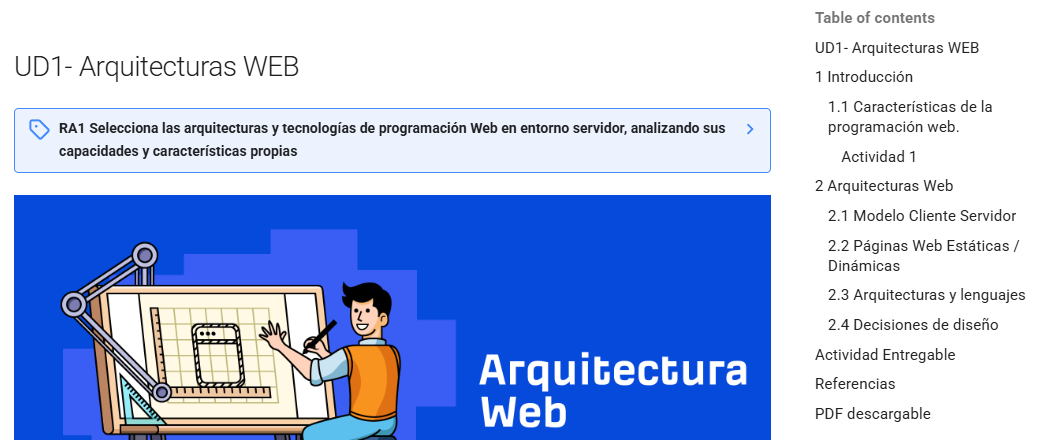 UD1- Arquitecturas WEB
RA1 Selecciona las arquitecturas y tecnologías de programación Web en entorno servidor, analizando sus
capacidades y características propias
Arquitectura
Web
Table of contents
UD1- Arquitecturas WEB
1 Introducción
1.1 Características de la
programación web.
Actividad 1
2 Arquitecturas Web
2.1 Modelo Cliente Servidor
2.2 Páginas Web Estáticas /
Dinámicas
2.3 Arquitecturas y lenguajes
2.4 Decisiones de diseño
Actividad Entregable
Referencias
PDF descargable